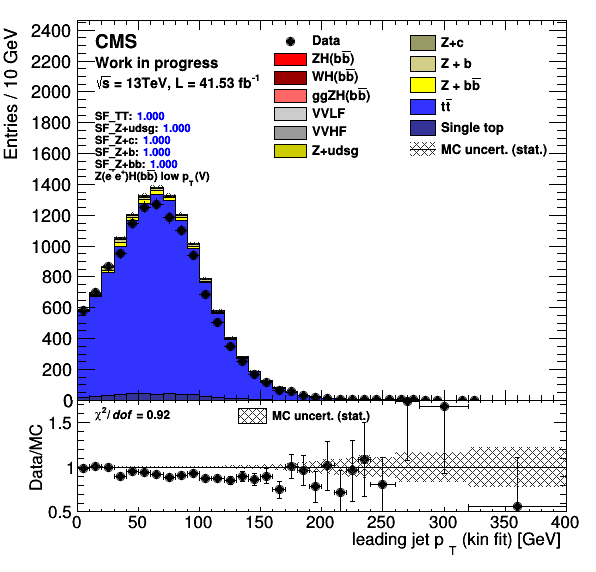 CMS
Work in progress
√s = 13TeV, L = 41.53 fb⁻¹
SF_TT: 1.000
SF_Z+udsg: 1.000
SF_Z+c: 1.000
SF_Z+b: 1.000
SF_Z+bb: 1.000
Z(e⁻e⁺)H(bb̅) low p_T(V)
Data
ZH(bb̅)
WH(bb̅)
ggZH(bb̅)
VVLF
VVHF
Z+udsg
Z+c
Z + b
Z + bb̅
tt̅
Single top
MC uncert. (stat.)
Entries / 10 GeV
2400
2200
2000
1800
1600
1400
1200
1000
800
600
400
200
0
χ²/dof = 0.92
MC uncert. (stat.)
Data/MC
1.5
1
0.5
0 50 100 150 200 250 300 350 400
leading jet p_T (kin fit) [GeV]